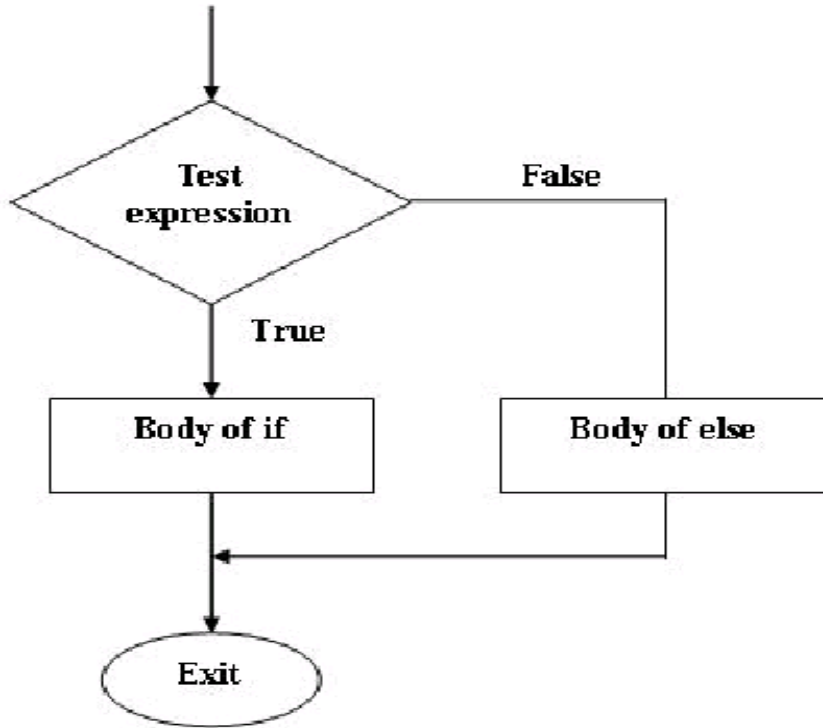 Test
expression
False
True
Body of if
Body of else
Exit